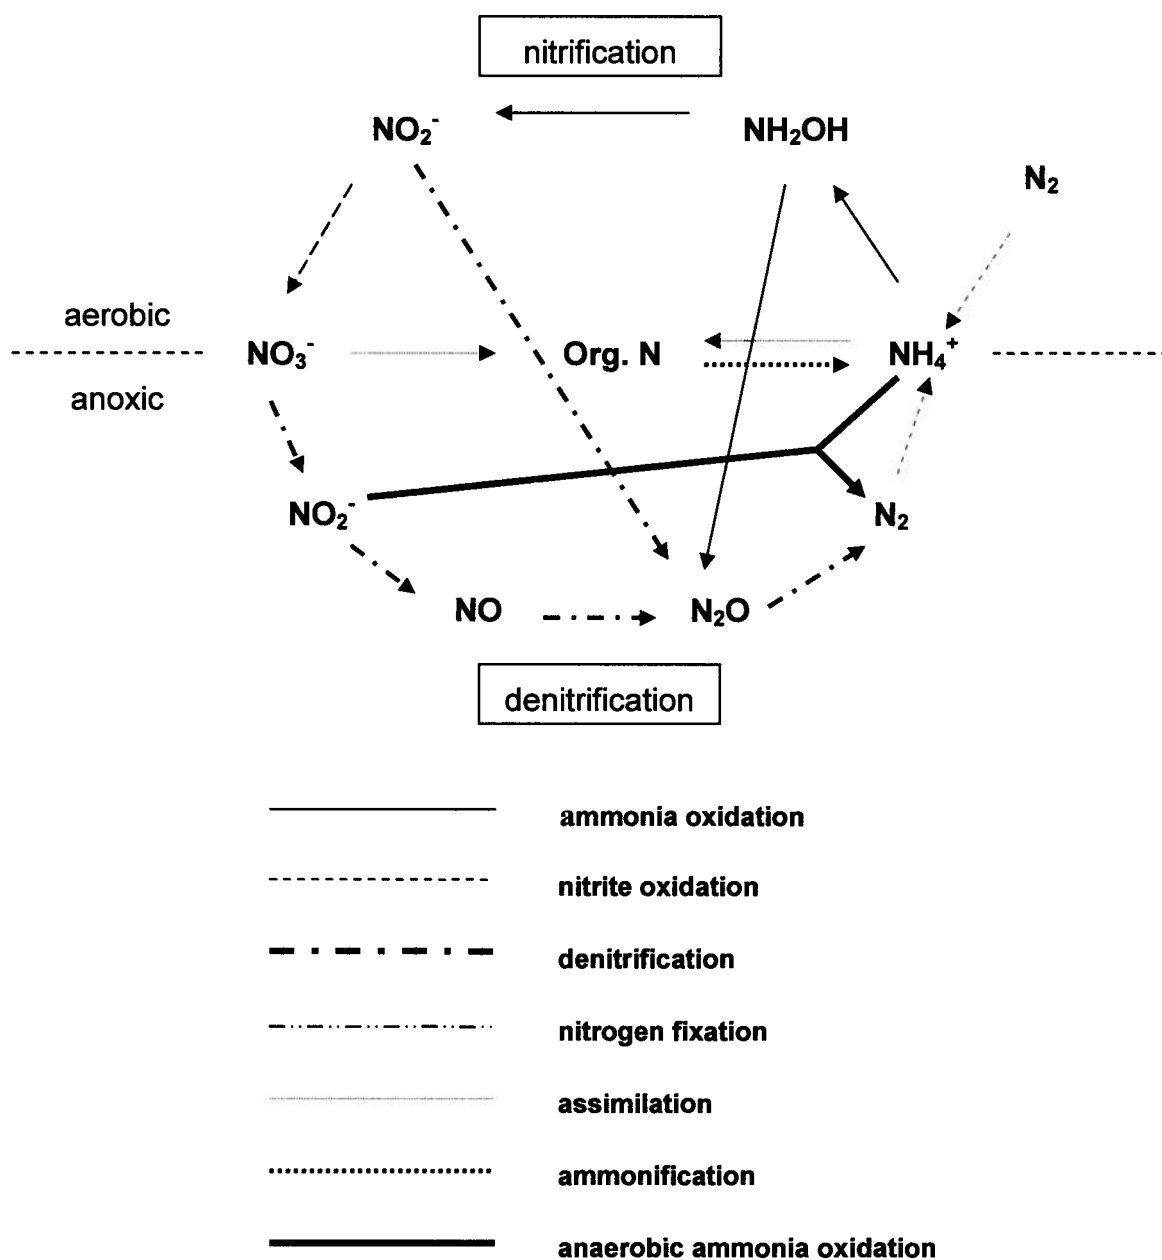 nitrification
NO₂⁻
NH₂OH
N₂
aerobic
NO₃⁻
Org. N
NH₄⁺
anoxic
NO₂⁻
N₂
NO
N₂O
denitrification
ammonia oxidation
nitrite oxidation
denitrification
nitrogen fixation
assimilation
ammonification
anaerobic ammonia oxidation